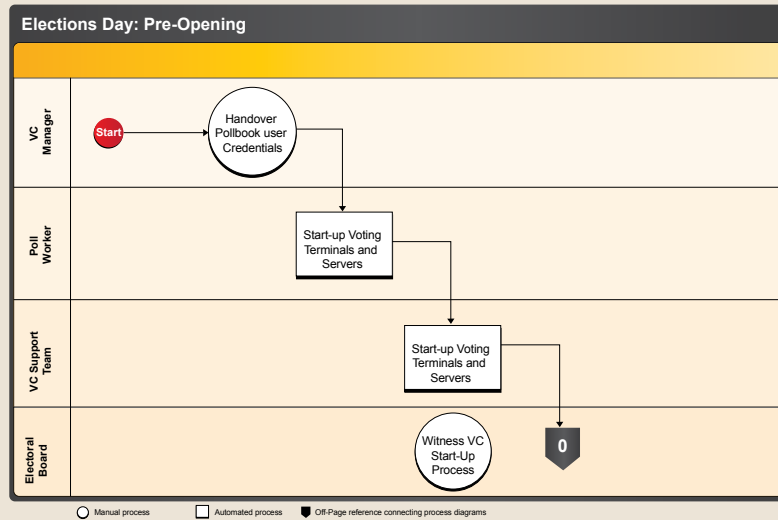 Elections Day: Pre-Opening
VC
Manager
Start
Handover
Pollbook user
Credentials
Poll
Worker
Start-up Voting
Terminals and
Servers
VC Support
Team
Start-up Voting
Terminals and
Servers
Electoral
Board
Witness VC
Start-Up
Process
0
Manual process
Automated process
Off-Page reference connecting process diagrams